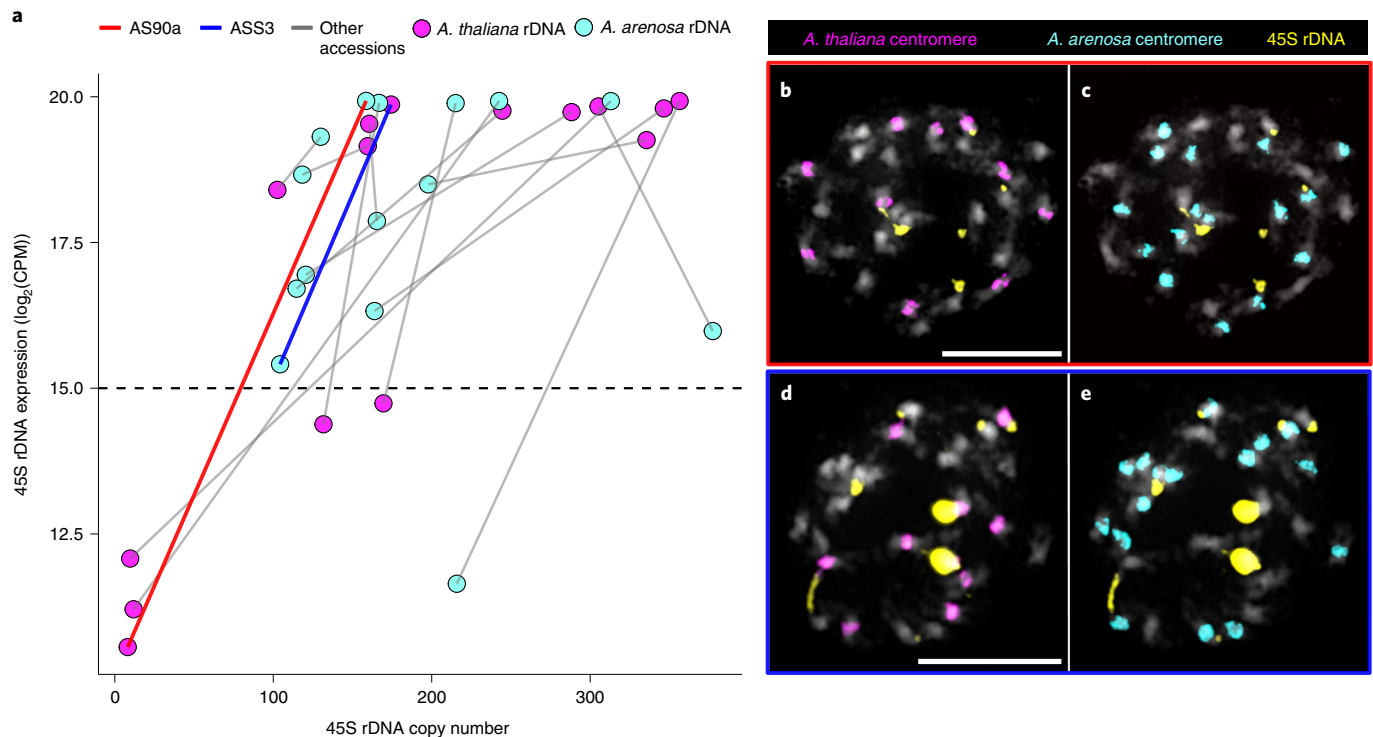 a
AS90a
ASS3
Other
accessions
A. thaliana rDNA
A. arenosa rDNA
45S rDNA expression (log2(CPM))
20.0
17.5
15.0
12.5
0
100
200
300
45S rDNA copy number
A. thaliana centromere
A. arenosa centromere
45S rDNA
b
c
d
e